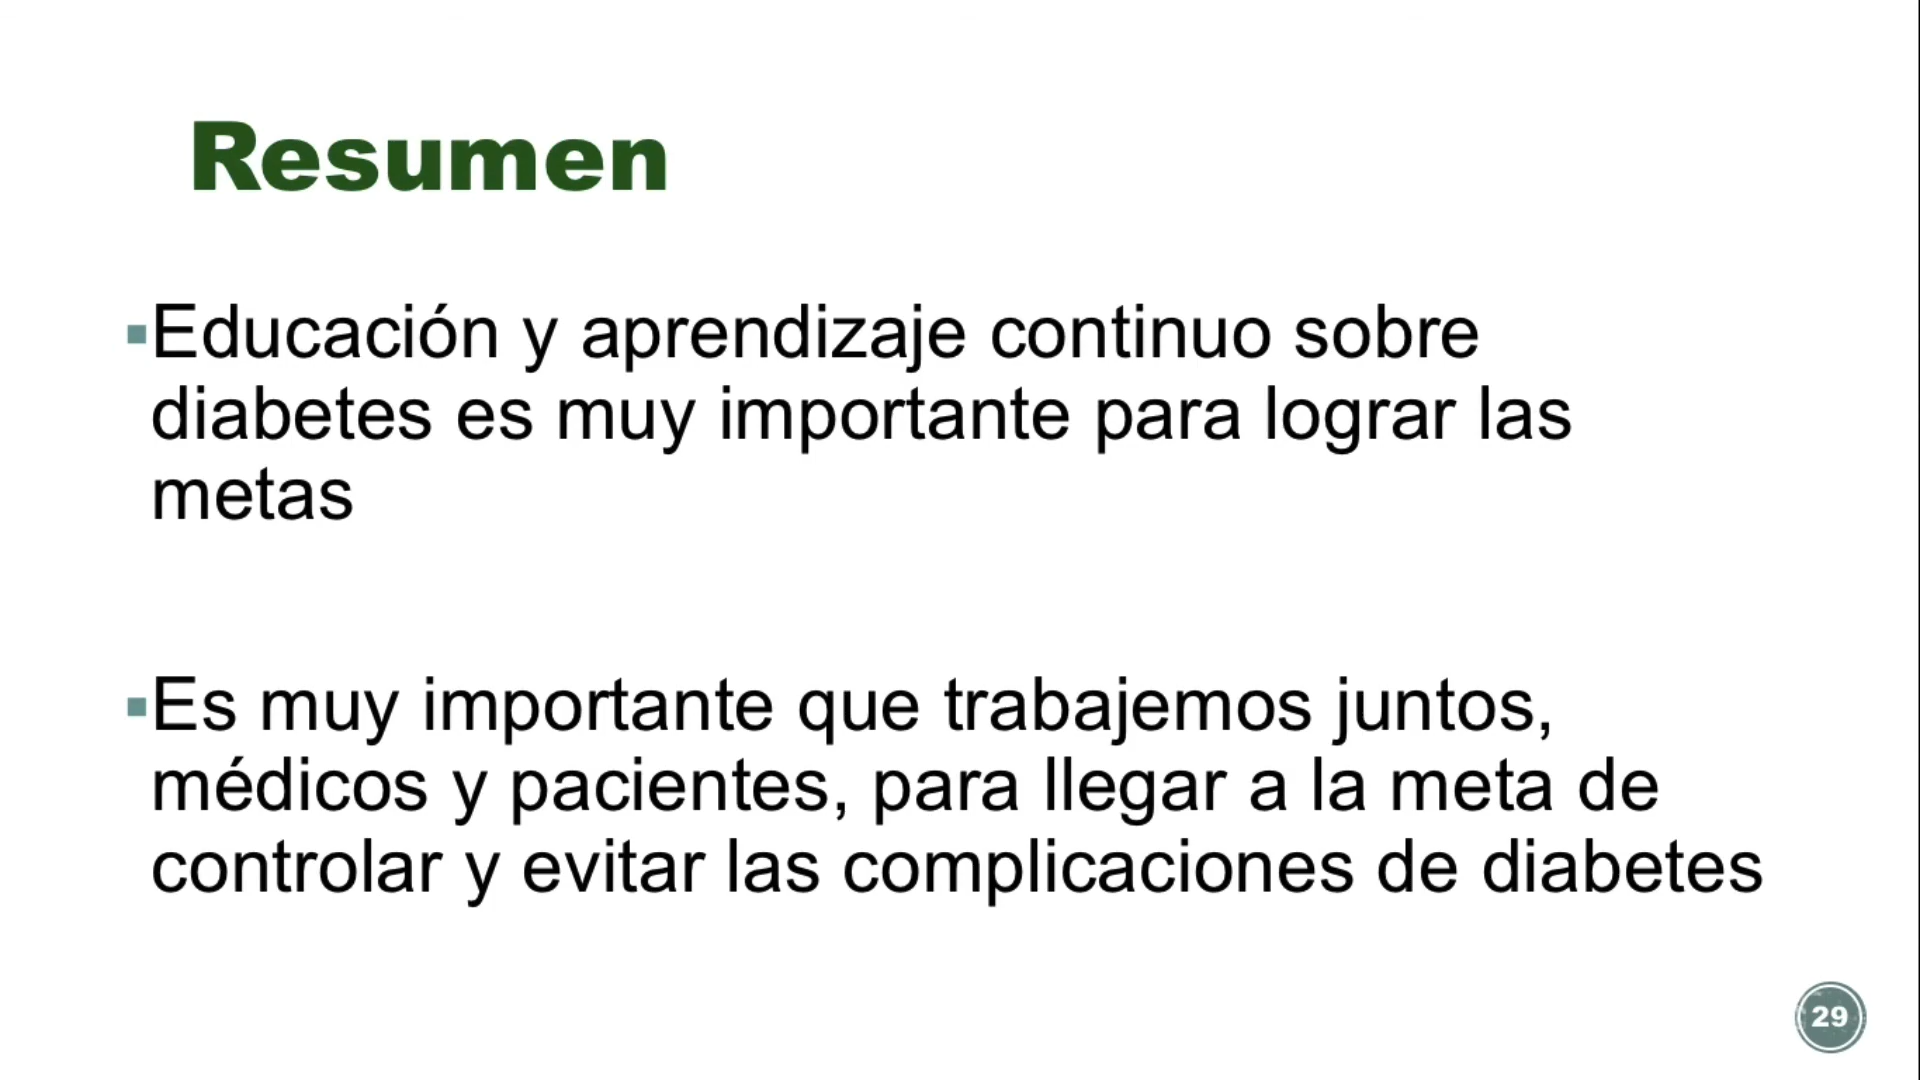 Resumen
▪Educación y aprendizaje continuo sobre
diabetes es muy importante para lograr las
metas
▪Es muy importante que trabajemos juntos,
médicos y pacientes, para llegar a la meta de
controlar y evitar las complicaciones de diabetes
29